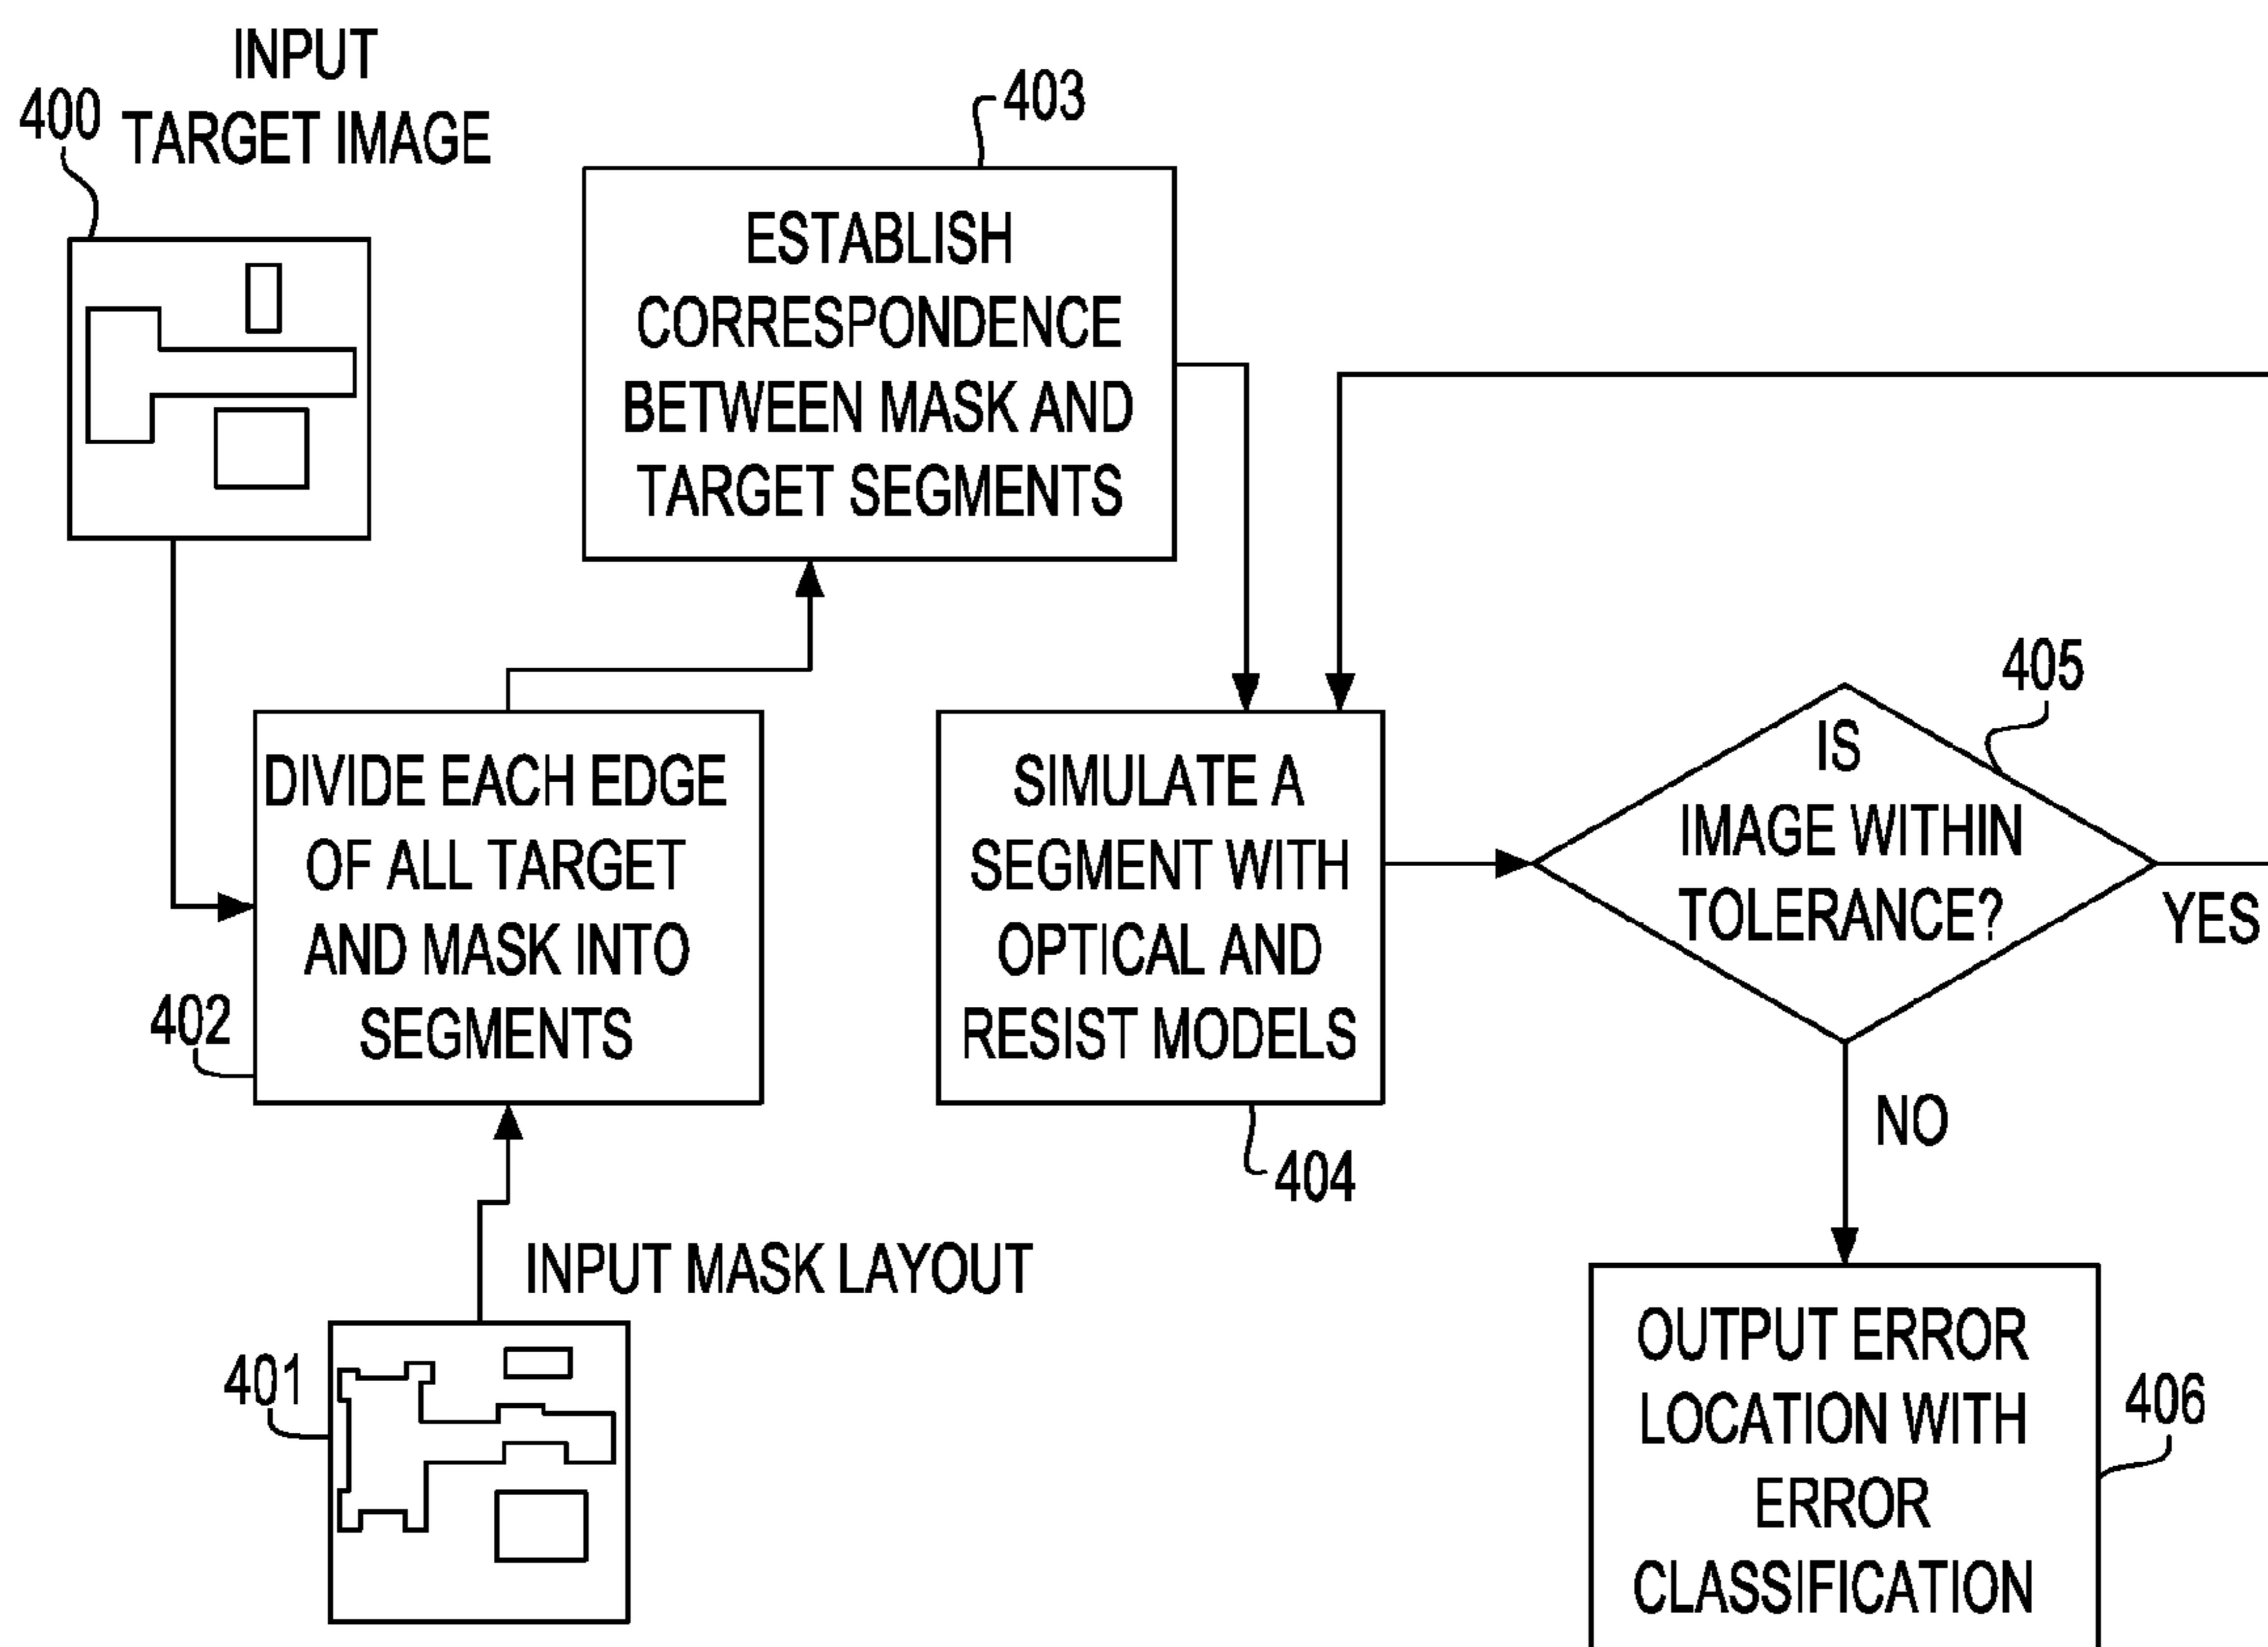 INPUT
TARGET IMAGE
400
403
ESTABLISH
CORRESPONDENCE
BETWEEN MASK AND
TARGET SEGMENTS
DIVIDE EACH EDGE
OF ALL TARGET
AND MASK INTO
SEGMENTS
402
SIMULATE A
SEGMENT WITH
OPTICAL AND
RESIST MODELS
404
405
IS
IMAGE WITHIN
TOLERANCE?
YES
NO
INPUT MASK LAYOUT
401
OUTPUT ERROR
LOCATION WITH
ERROR
CLASSIFICATION
406